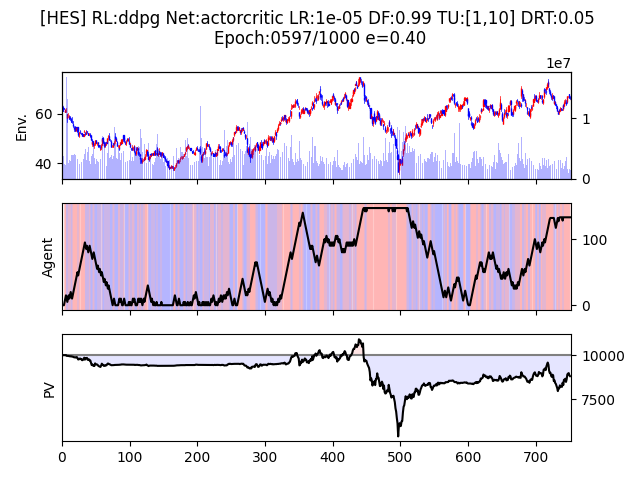 [HES] RL:ddpg Net:actorcritic LR:1e-05 DF:0.99 TU:[1,10] DRT:0.05
Epoch:0597/1000 e=0.40
1e7
Env.
60
40
1
0
Agent
100
0
PV
10000
7500
0 100 200 300 400 500 600 700